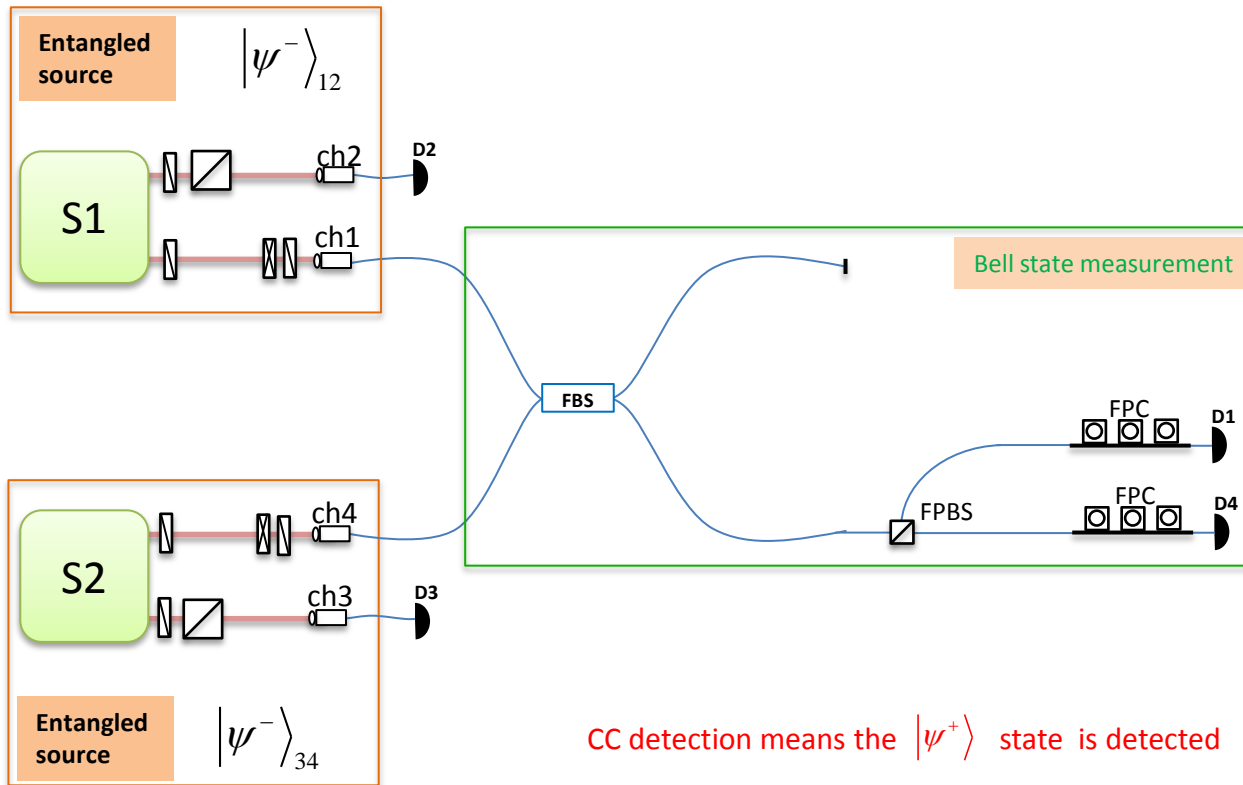 Entangled
source
|ψ⁻⟩₁₂
S1
ch2
D2
ch1
Bell state measurement
FBS
FPC
D1
FPBS
FPC
D4
S2
ch4
ch3
D3
Entangled
source
|ψ⁻⟩₃₄
CC detection means the |ψ⁺⟩ state is detected